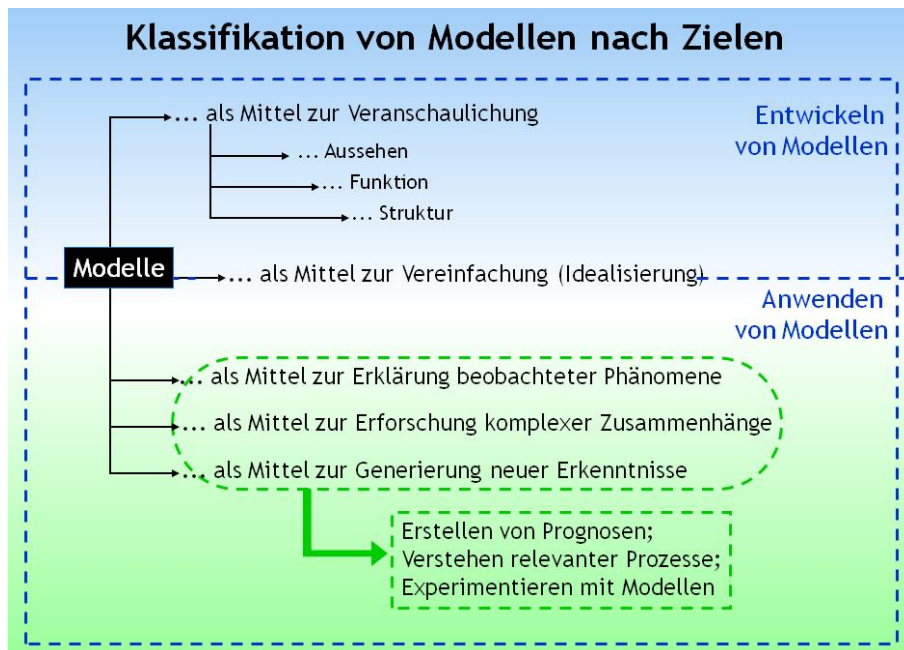 Klassifikation von Modellen nach Zielen
... als Mittel zur Veranschaulichung
Entwickeln
von Modellen
... Aussehen
... Funktion
... Struktur
Modelle
... als Mittel zur Vereinfachung (Idealisierung)
Anwenden
von Modellen
... als Mittel zur Erklärung beobachteter Phänomene
... als Mittel zur Erforschung komplexer Zusammenhänge
... als Mittel zur Generierung neuer Erkenntnisse
Erstellen von Prognosen;
Verstehen relevanter Prozesse;
Experimentieren mit Modellen